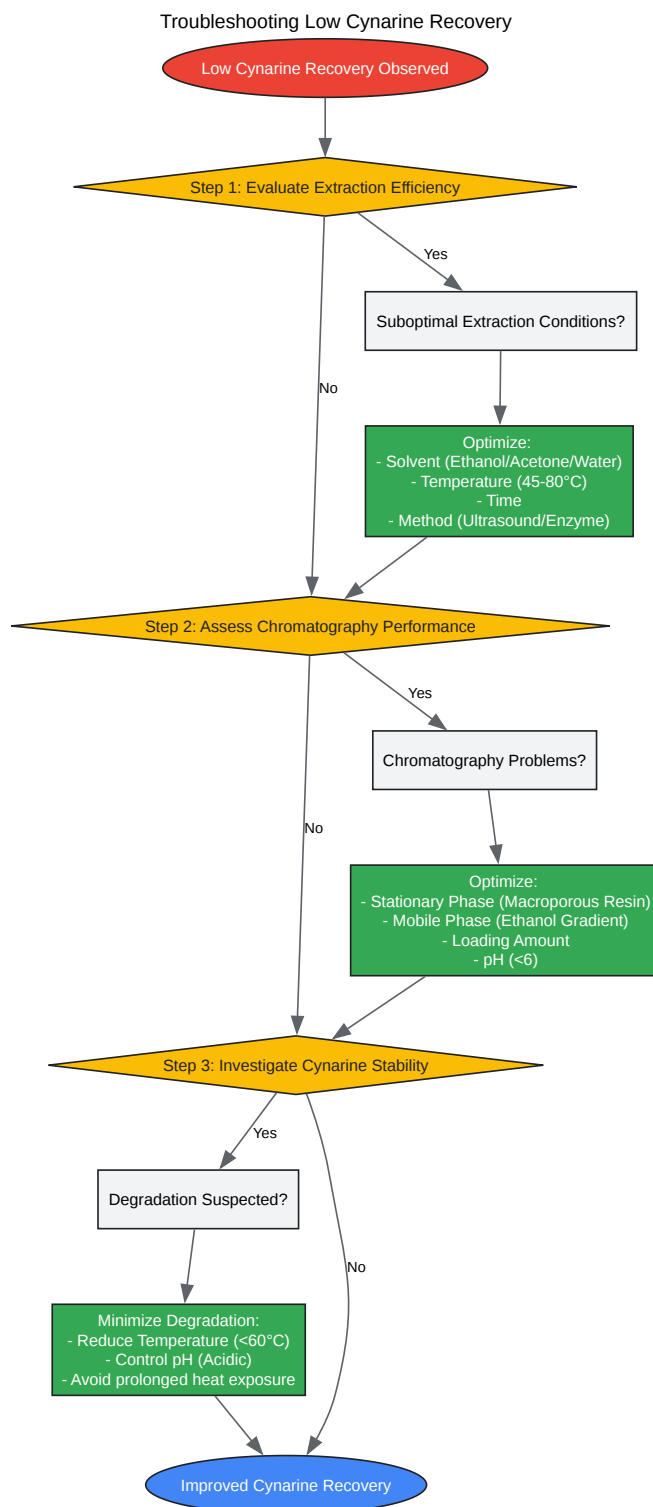 Troubleshooting Low Cynarine Recovery
Low Cynarine Recovery Observed
Step 1: Evaluate Extraction Efficiency
Yes
Suboptimal Extraction Conditions?
No
Optimize:
- Solvent (Ethanol/Acetone/Water)
- Temperature (45-80°C)
- Time
- Method (Ultrasound/Enzyme)
Step 2: Assess Chromatography Performance
Yes
Chromatography Problems?
No
Optimize:
- Stationary Phase (Macroporous Resin)
- Mobile Phase (Ethanol Gradient)
- Loading Amount
- pH (<6)
Step 3: Investigate Cynarine Stability
Yes
Degradation Suspected?
No
Minimize Degradation:
- Reduce Temperature (<60°C)
- Control pH (Acidic)
- Avoid prolonged heat exposure
Improved Cynarine Recovery